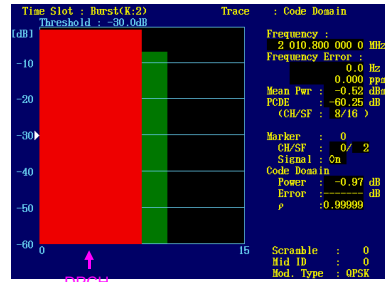 Time Slot : Burst(K:2) Trace : Code Domain
Threshold : -30.0dB
[dB]
Frequency :
2 010.800 000 0 MHz
-10
Frequency Error :
0.0 Hz
0.000 ppm
Mean Pwr : -0.52 dBm
-20
PCDE : -60.25 dB
(CH/SF : 8/16 )
-30
Marker : 0
CH/SF : 0/ 2
Signal : On
-40
Code Domain
Power : -0.97 dB
Error :------- dB
-50
ρ :0.99999
-60
0 15
Scramble : 0
Mid ID : 0
Mod. Type : QPSK